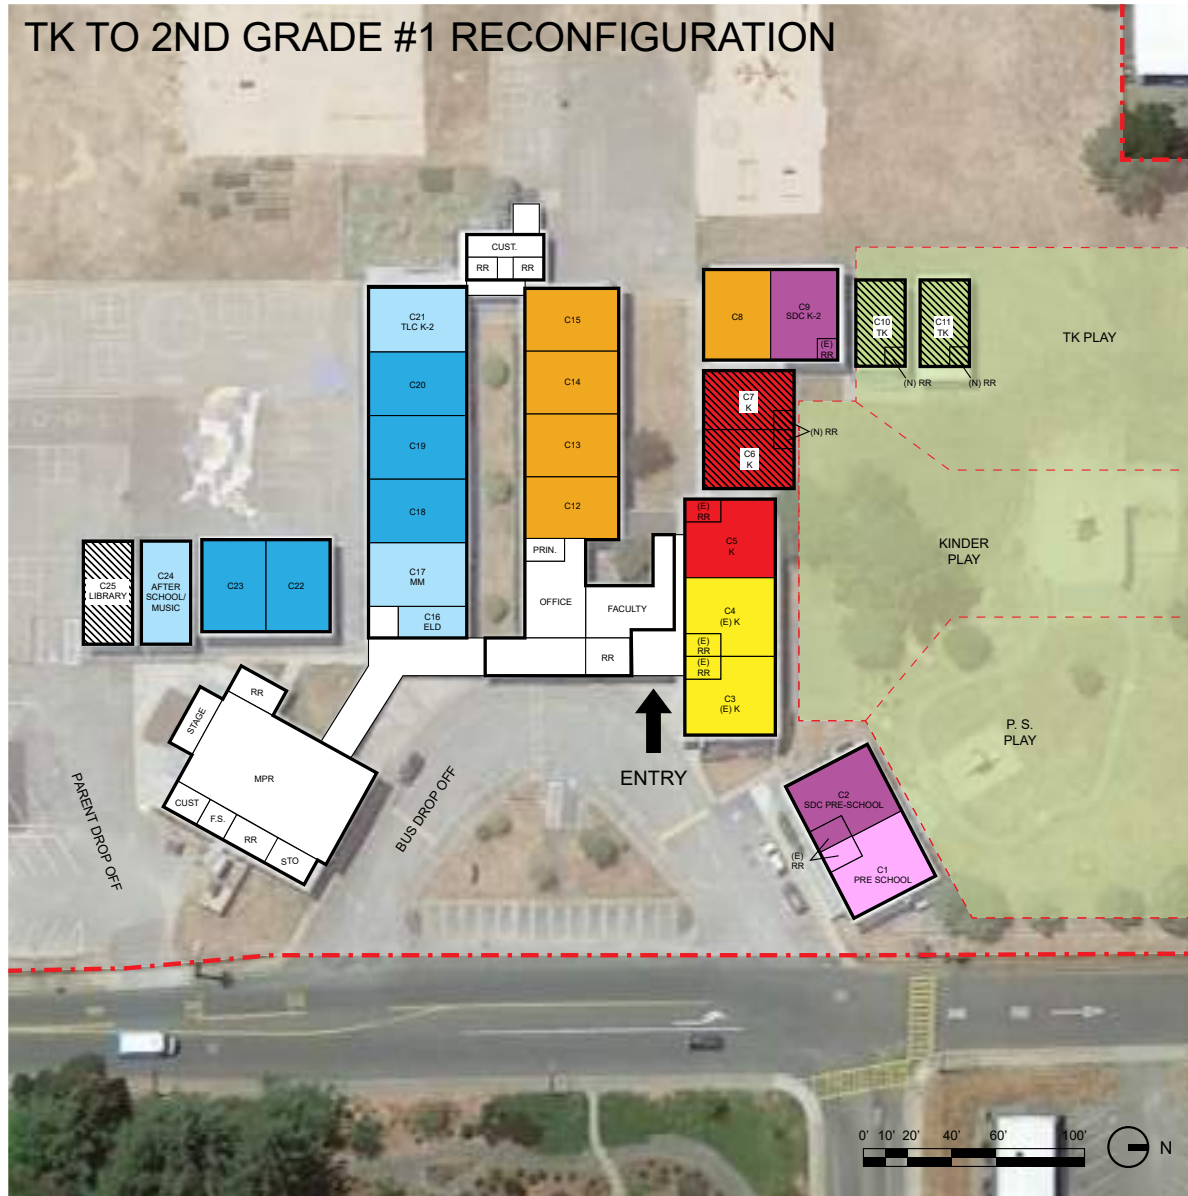 TK TO 2ND GRADE #1 RECONFIGURATION
CUST.
RR
RR
C21
TLC K-2
C20
C19
C18
C17
MM
C16
ELD
C15
C14
C13
C12
PRIN.
OFFICE
FACULTY
RR
C8
C9
SDC K-2
(E)
RR
C10
TK
C11
TK
(N) RR
(N) RR
TK PLAY
C7
K
C6
K
(N) RR
(E)
RR
C5
K
C4
(E) K
(E)
RR
(E)
RR
C3
(E) K
KINDER
PLAY
P. S.
PLAY
C25
LIBRARY
C24
AFTER
SCHOOL/
MUSIC
C23
C22
RR
STAGE
MPR
CUST
F.S.
RR
STO
PARENT DROP OFF
BUS DROP OFF
ENTRY
C2
SDC PRE-SCHOOL
(E)
RR
C1
PRE SCHOOL
0' 10' 20' 40' 60' 100'
N